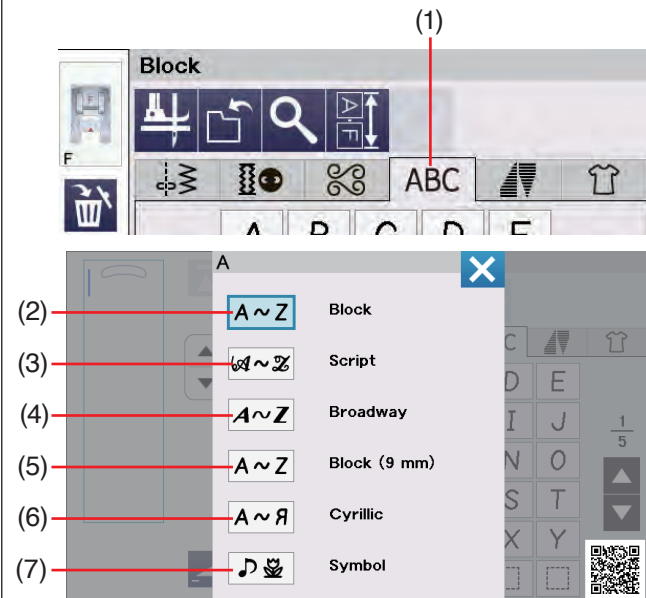 (1)
Block
F
A
F
ABC
A B C D E
A
(2) A ~ Z Block
(3) A ~ Z Script
C
D E
(4) A ~ Z Broadway
I J
1
5
(5) A ~ Z Block (9 mm)
N O
(6) A ~ Я Cyrillic
S T
X Y
(7) Symbol